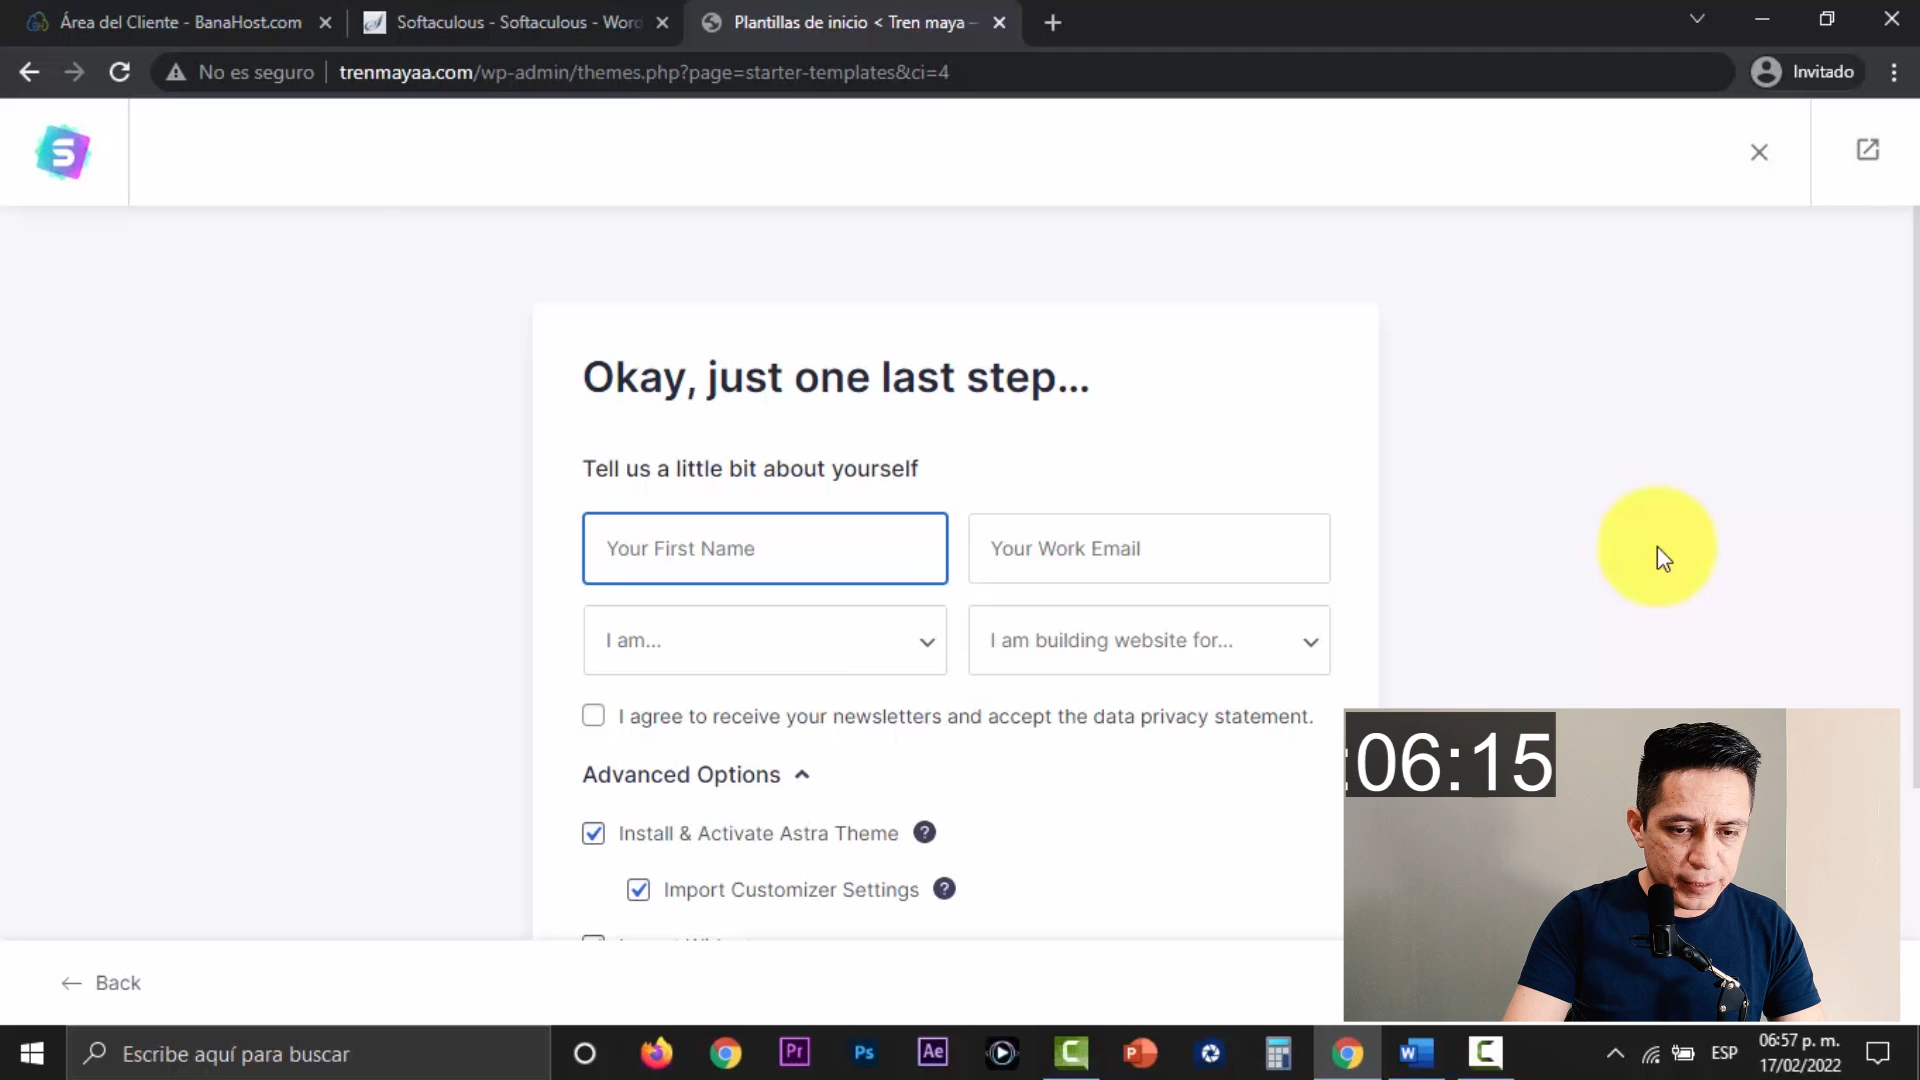 Área del Cliente - BanaHost.com
Softaculous - Softaculous - Word
Plantillas de inicio < Tren maya –
No es seguro
trenmayaa.com/wp-admin/themes.php?page=starter-templates&ci=4
Invitado
S
Okay, just one last step...
Tell us a little bit about yourself
Your First Name
Your Work Email
I am...
I am building website for...
I agree to receive your newsletters and accept the data privacy statement.
Advanced Options
Install & Activate Astra Theme ?
Import Customizer Settings ?
:06:15
← Back
Escribe aquí para buscar
Pr
Ps
Ae
C
P
W
C
ESP
06:57 p. m.
17/02/2022